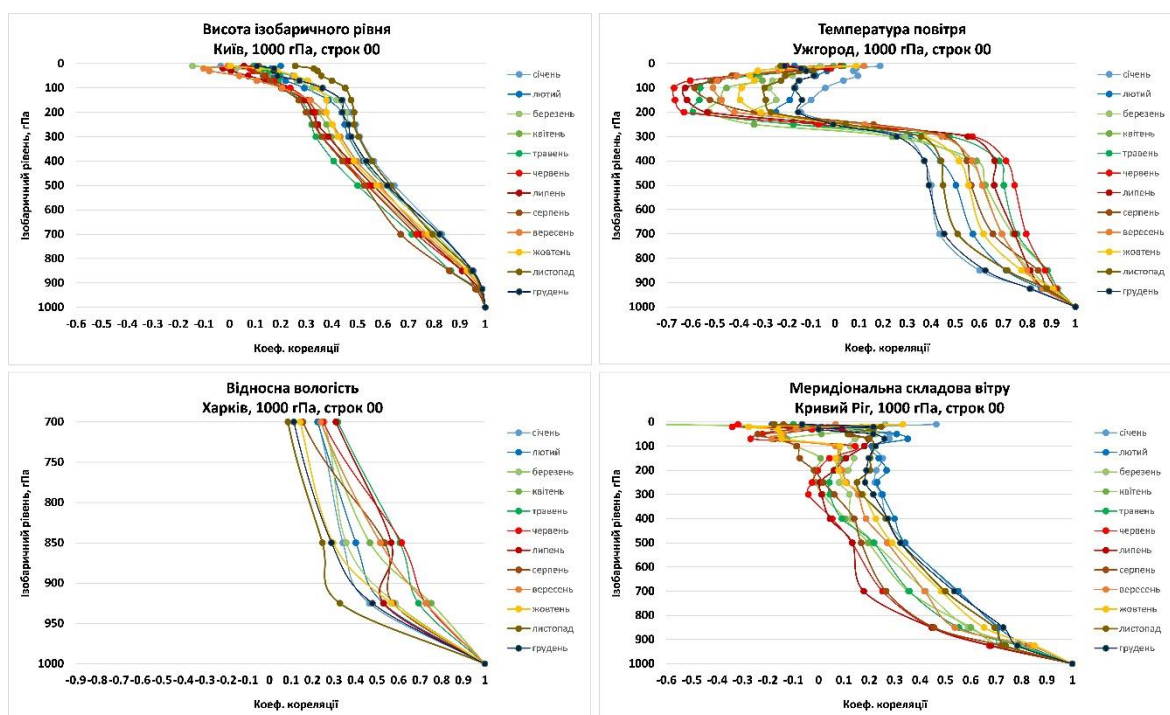 Висота ізобаричного рівня
Київ, 1000 гПа, строк 00
Ізобаричний рівень, гПа
0
100
200
300
400
500
600
700
800
900
1000
-0.6 -0.5 -0.4 -0.3 -0.2 -0.1 0 0.1 0.2 0.3 0.4 0.5 0.6 0.7 0.8 0.9 1
Коеф. кореляції
січень
лютий
березень
квітень
травень
червень
липень
серпень
вересень
жовтень
листопад
грудень
Температура повітря
Ужгород, 1000 гПа, строк 00
Ізобаричний рівень, гПа
0
100
200
300
400
500
600
700
800
900
1000
-0.7 -0.6 -0.5 -0.4 -0.3 -0.2 -0.1 0 0.1 0.2 0.3 0.4 0.5 0.6 0.7 0.8 0.9 1
Коеф. кореляції
січень
лютий
березень
квітень
травень
червень
липень
серпень
вересень
жовтень
листопад
грудень
Відносна вологість
Харків, 1000 гПа, строк 00
Ізобаричний рівень, гПа
700
750
800
850
900
950
1000
-0.9 -0.8 -0.7 -0.6 -0.5 -0.4 -0.3 -0.2 -0.1 0 0.1 0.2 0.3 0.4 0.5 0.6 0.7 0.8 0.9 1
Коеф. кореляції
січень
лютий
березень
квітень
травень
червень
липень
серпень
вересень
жовтень
листопад
грудень
Меридіональна складова вітру
Кривий Ріг, 1000 гПа, строк 00
Ізобаричний рівень, гПа
0
100
200
300
400
500
600
700
800
900
1000
-0.6 -0.5 -0.4 -0.3 -0.2 -0.1 0 0.1 0.2 0.3 0.4 0.5 0.6 0.7 0.8 0.9 1
Коеф. кореляції
січень
лютий
березень
квітень
травень
червень
липень
серпень
вересень
жовтень
листопад
грудень